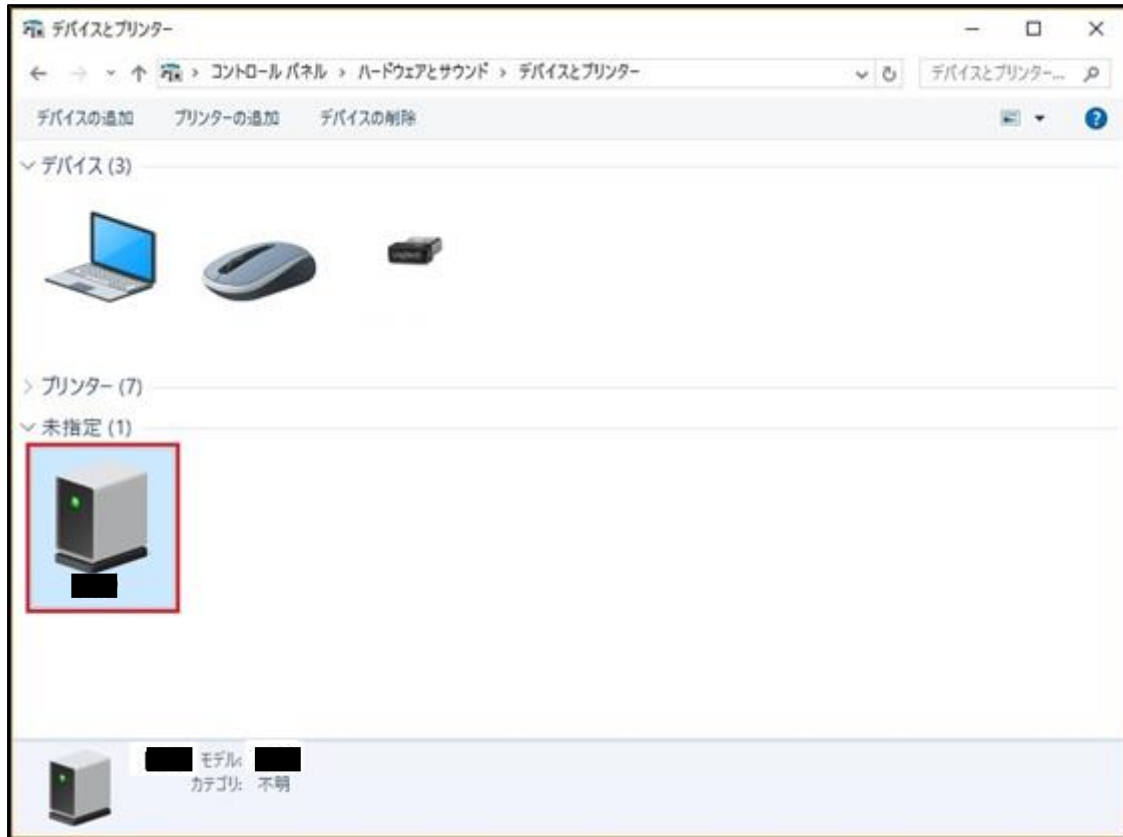 デバイスとプリンター
コントロール パネル › ハードウェアとサウンド › デバイスとプリンター
デバイスとプリンター...
デバイスの追加 プリンターの追加 デバイスの削除
デバイス (3)
プリンター (7)
未指定 (1)
モデル:
カテゴリ: 不明